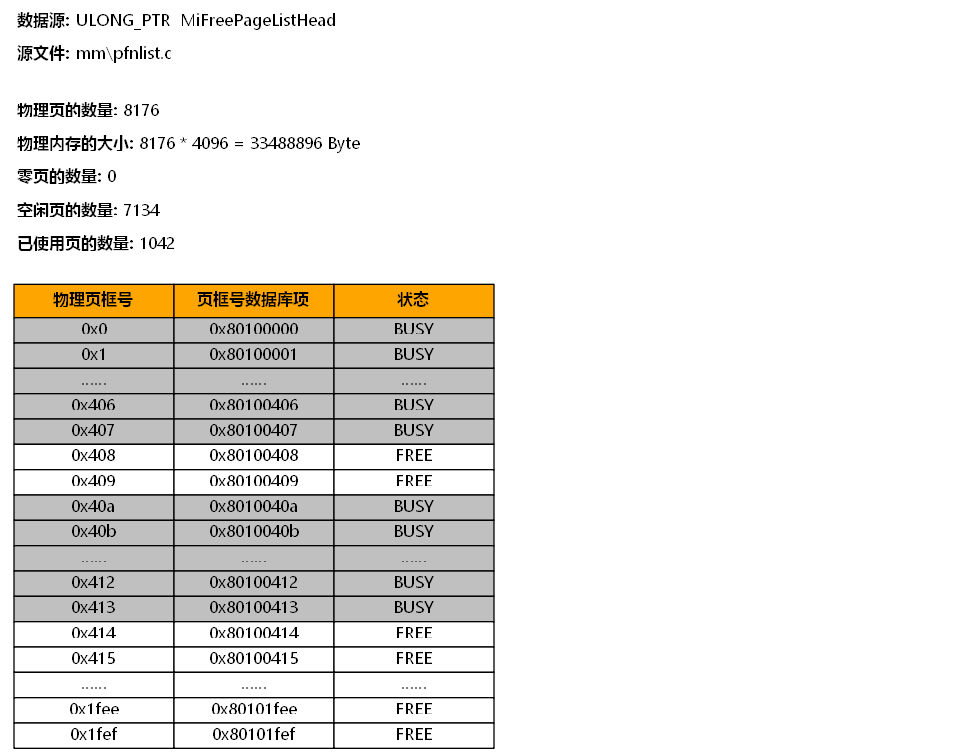 数据源: ULONG_PTR MiFreePageListHead
源文件: mm\pfnlist.c
物理页的数量: 8176
物理内存的大小: 8176 * 4096 = 33488896 Byte
零页的数量: 0
空闲页的数量: 7134
已使用页的数量: 1042
物理页框号 页框号数据库项 状态
0x0 0x80100000 BUSY
0x1 0x80100001 BUSY
...... ...... ......
0x406 0x80100406 BUSY
0x407 0x80100407 BUSY
0x408 0x80100408 FREE
0x409 0x80100409 FREE
0x40a 0x8010040a BUSY
0x40b 0x8010040b BUSY
...... ...... ......
0x412 0x80100412 BUSY
0x413 0x80100413 BUSY
0x414 0x80100414 FREE
0x415 0x80100415 FREE
...... ...... ......
0x1fee 0x80101fee FREE
0x1fef 0x80101fef FREE